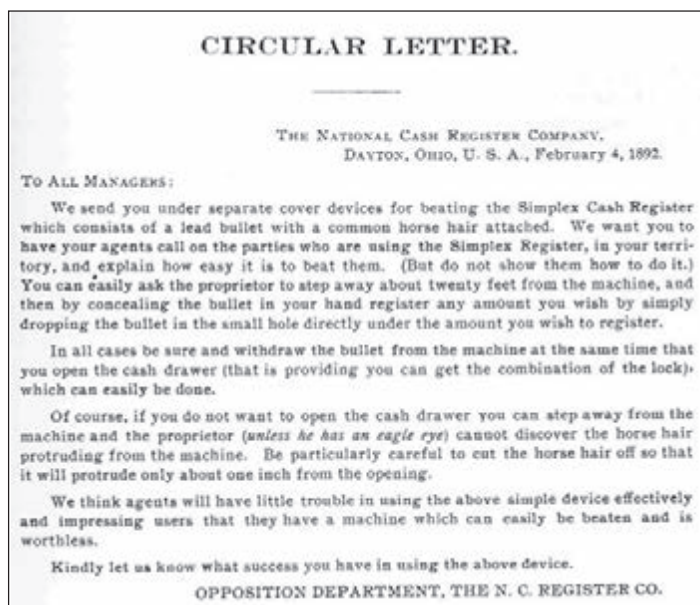 CIRCULAR LETTER.
THE NATIONAL CASH REGISTER COMPANY.
DAYTON, OHIO, U. S. A., February 4, 1892.
TO ALL MANAGERS:
We send you under separate cover devices for beating the Simplex Cash Register
which consists of a lead bullet with a common horse hair attached. We want you to
have your agents call on the parties who are using the Simplex Register, in your terri-
tory, and explain how easy it is to beat them. (But do not show them how to do it.)
You can easily ask the proprietor to step away about twenty feet from the machine, and
then by concealing the bullet in your hand register any amount you wish by simply
dropping the bullet in the small hole directly under the amount you wish to register.
In all cases be sure and withdraw the bullet from the machine at the same time that
you open the cash drawer (that is providing you can get the combination of the lock),
which can easily be done.
Of course, if you do not want to open the cash drawer you can step away from the
machine and the proprietor (unless he has an eagle eye) cannot discover the horse hair
protruding from the machine. Be particularly careful to cut the horse hair off so that
it will protrude only about one inch from the opening.
We think agents will have little trouble in using the above simple device effectively
and impressing users that they have a machine which can easily be beaten and is
worthless.
Kindly let us know what success you have in using the above device.
OPPOSITION DEPARTMENT, THE N. C. REGISTER CO.